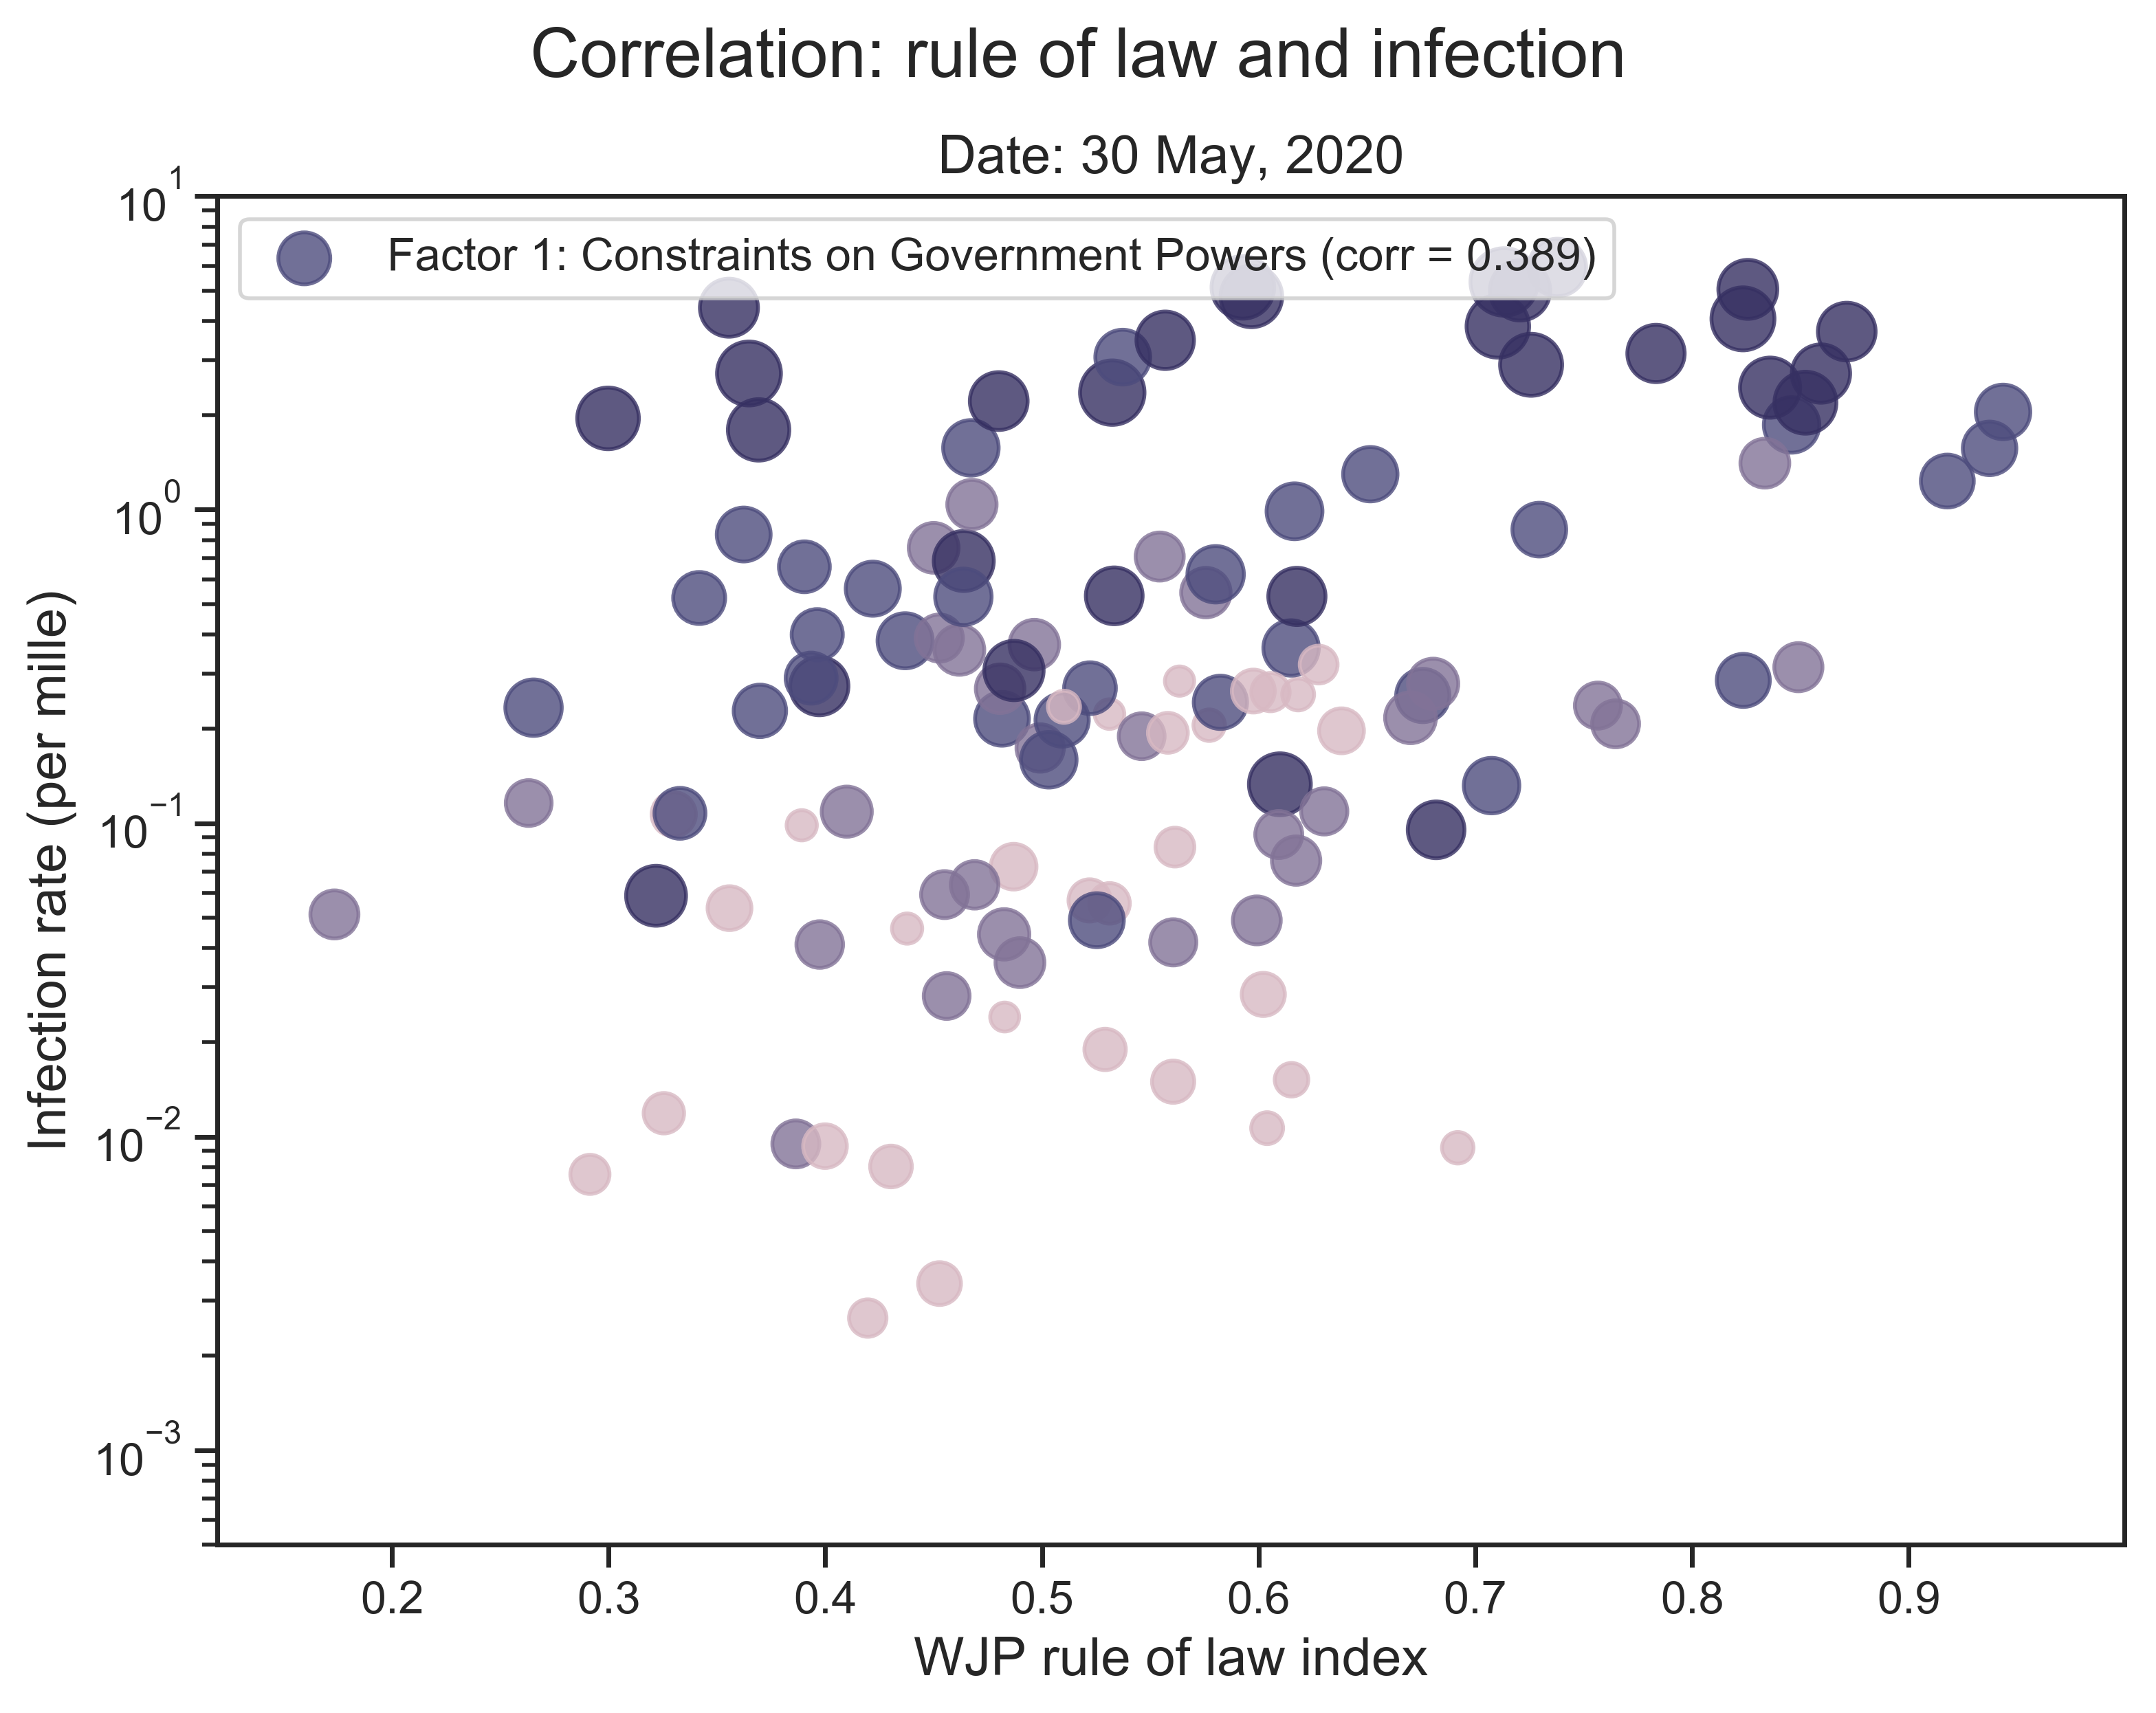 Correlation: rule of law and infection
Date: 30 May, 2020
Factor 1: Constraints on Government Powers (corr = 0.389)
Infection rate (per mille)
10^1
10^0
10^−1
10^−2
10^−3
0.2 0.3 0.4 0.5 0.6 0.7 0.8 0.9
WJP rule of law index